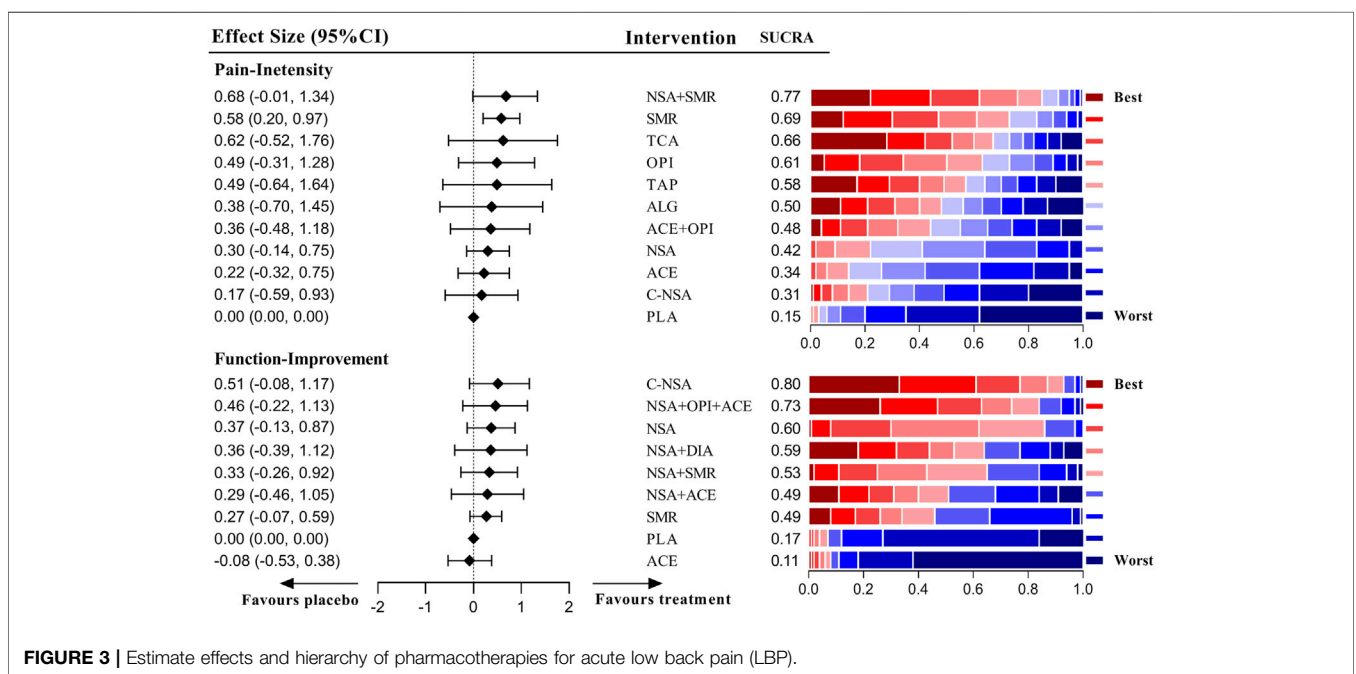 Effect Size (95%CI) Intervention SUCRA
Pain-Inetensity
0.68 (-0.01, 1.34) NSA+SMR 0.77 Best
0.58 (0.20, 0.97) SMR 0.69
0.62 (-0.52, 1.76) TCA 0.66
0.49 (-0.31, 1.28) OPI 0.61
0.49 (-0.64, 1.64) TAP 0.58
0.38 (-0.70, 1.45) ALG 0.50
0.36 (-0.48, 1.18) ACE+OPI 0.48
0.30 (-0.14, 0.75) NSA 0.42
0.22 (-0.32, 0.75) ACE 0.34
0.17 (-0.59, 0.93) C-NSA 0.31
0.00 (0.00, 0.00) PLA 0.15 Worst
0.0 0.2 0.4 0.6 0.8 1.0
Function-Improvement
0.51 (-0.08, 1.17) C-NSA 0.80 Best
0.46 (-0.22, 1.13) NSA+OPI+ACE 0.73
0.37 (-0.13, 0.87) NSA 0.60
0.36 (-0.39, 1.12) NSA+DIA 0.59
0.33 (-0.26, 0.92) NSA+SMR 0.53
0.29 (-0.46, 1.05) NSA+ACE 0.49
0.27 (-0.07, 0.59) SMR 0.49
0.00 (0.00, 0.00) PLA 0.17
-0.08 (-0.53, 0.38) ACE 0.11 Worst
0.0 0.2 0.4 0.6 0.8 1.0
Favours placebo -2 -1 0 1 2 Favours treatment
FIGURE 3 | Estimate effects and hierarchy of pharmacotherapies for acute low back pain (LBP).